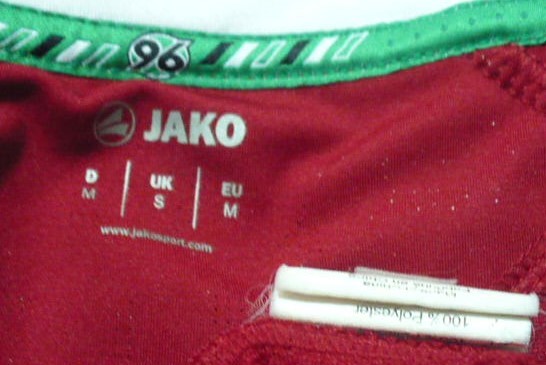 96
JAKO
D UK EU
M S M
www.jakosport.com
100% Polyester